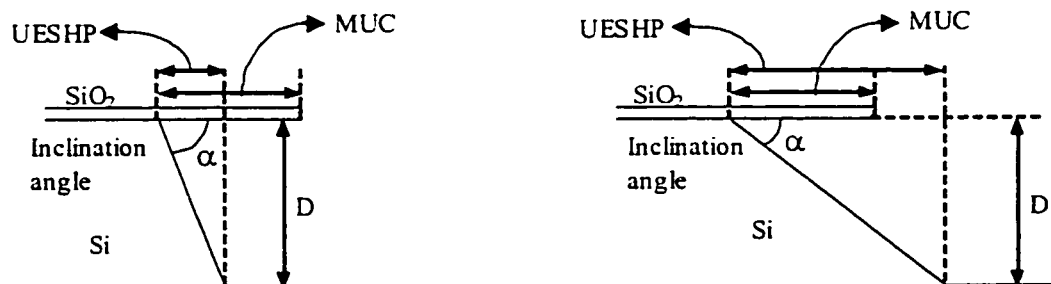 UESHP
MUC
SiO₂
Inclination
angle
α
D
Si
UESHP
MUC
SiO₂
Inclination
angle
α
D
Si